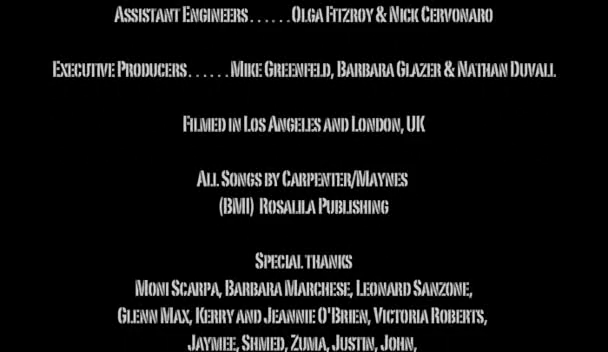 Assistant Engineers . . . . . . Olga Fitzroy & Nick Cervonaro
Executive Producers . . . . . . Mike Greenfeld, Barbara Glazer & Nathan Duvall
Filmed in Los Angeles and London, UK
All Songs by Carpenter/Maynes
(BMI) Rosalila Publishing
Special thanks
Moni Scarpa, Barbara Marchese, Leonard Sanzone,
Glenn Max, Kerry and Jeannie O'Brien, Victoria Roberts,
Jaymee, Shmed, Zuma, Justin, John,